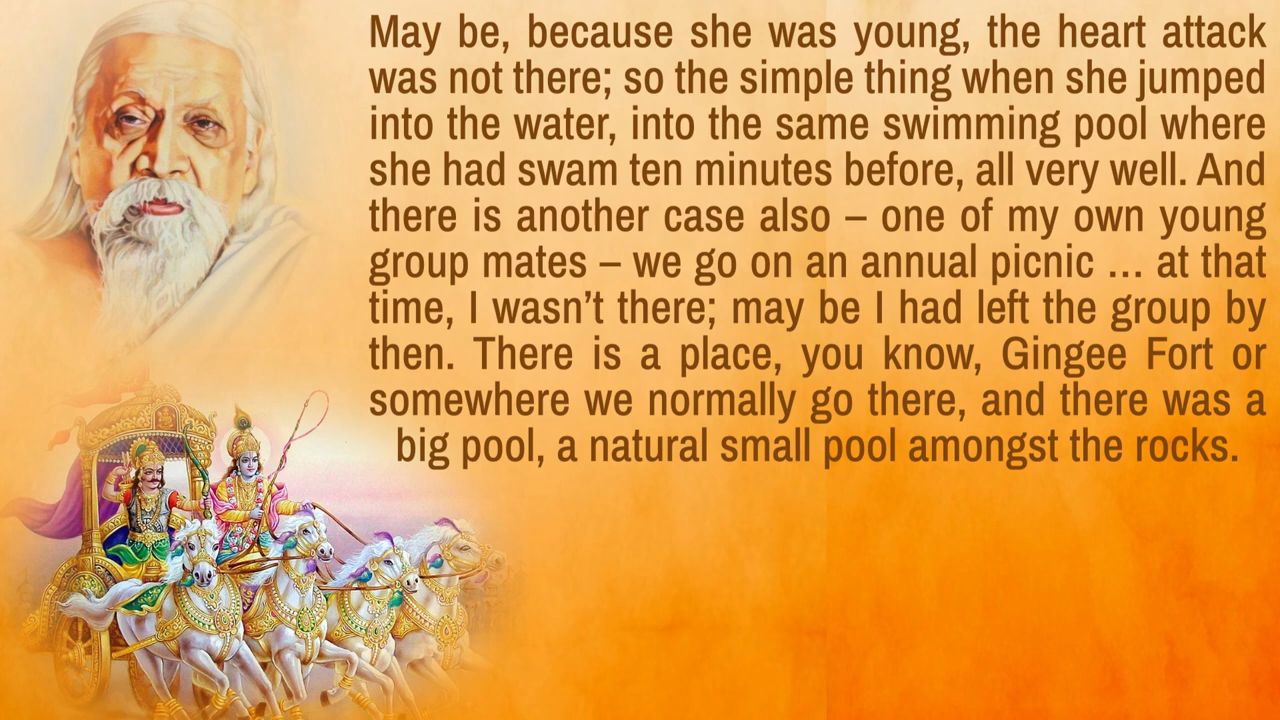 May be, because she was young, the heart attack
was not there; so the simple thing when she jumped
into the water, into the same swimming pool where
she had swam ten minutes before, all very well. And
there is another case also – one of my own young
group mates – we go on an annual picnic … at that
time, I wasn’t there; may be I had left the group by
then. There is a place, you know, Gingee Fort or
somewhere we normally go there, and there was a
big pool, a natural small pool amongst the rocks.